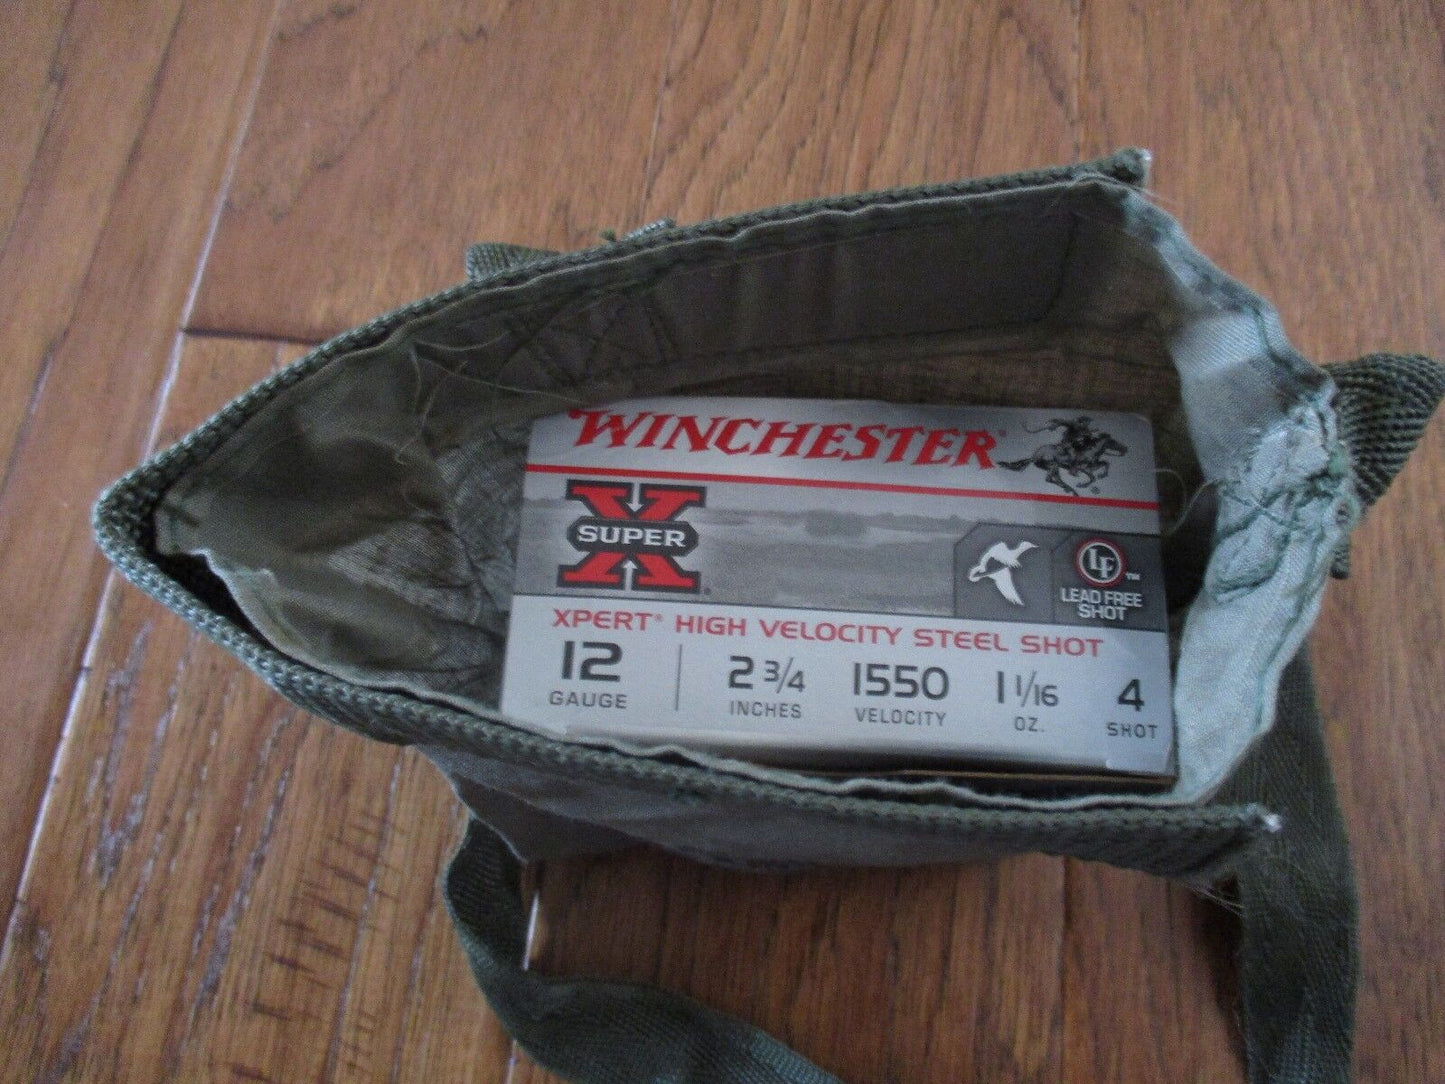 WINCHESTER®
SUPER X®
LF™
LEAD FREE
SHOT
XPERT® HIGH VELOCITY STEEL SHOT
12 2 3/4 1550 1 1/16 4
GAUGE INCHES VELOCITY OZ. SHOT